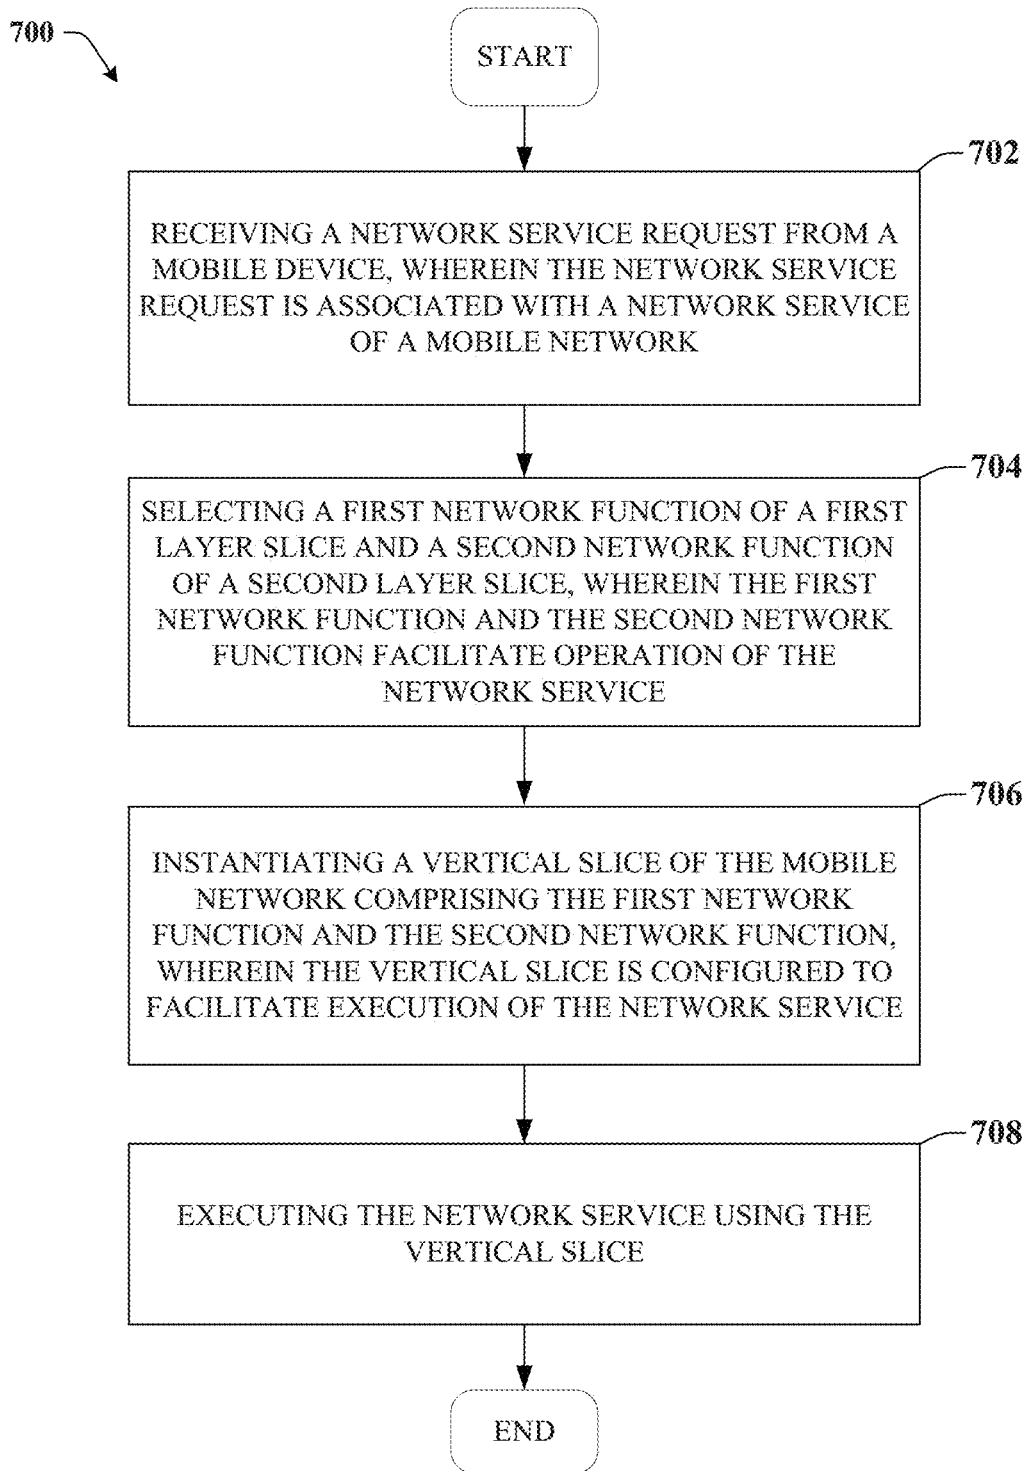 700
START
702
RECEIVING A NETWORK SERVICE REQUEST FROM A
MOBILE DEVICE, WHEREIN THE NETWORK SERVICE
REQUEST IS ASSOCIATED WITH A NETWORK SERVICE
OF A MOBILE NETWORK
704
SELECTING A FIRST NETWORK FUNCTION OF A FIRST
LAYER SLICE AND A SECOND NETWORK FUNCTION
OF A SECOND LAYER SLICE, WHEREIN THE FIRST
NETWORK FUNCTION AND THE SECOND NETWORK
FUNCTION FACILITATE OPERATION OF THE
NETWORK SERVICE
706
INSTANTIATING A VERTICAL SLICE OF THE MOBILE
NETWORK COMPRISING THE FIRST NETWORK
FUNCTION AND THE SECOND NETWORK FUNCTION,
WHEREIN THE VERTICAL SLICE IS CONFIGURED TO
FACILITATE EXECUTION OF THE NETWORK SERVICE
708
EXECUTING THE NETWORK SERVICE USING THE
VERTICAL SLICE
END